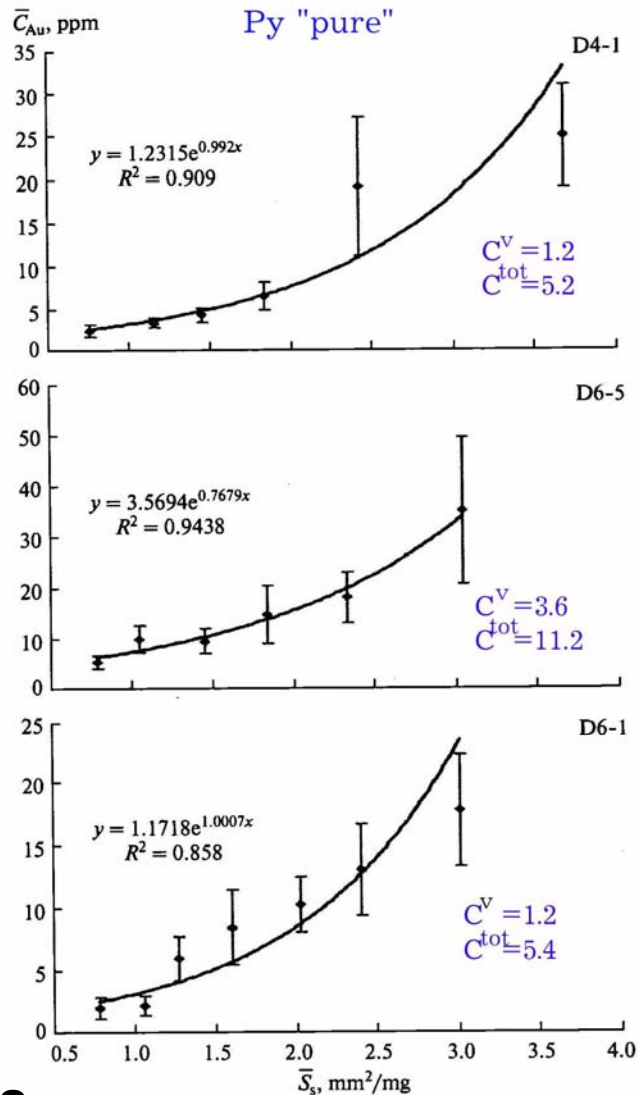 C̅Au, ppm
Py "pure"
D4-1
35
30
25
20
15
10
5
0
y = 1.2315e^0.992x
R² = 0.909
C^v =1.2
C^tot =5.2
D6-5
60
50
40
30
20
10
0
y = 3.5694e^0.7679x
R² = 0.9438
C^v =3.6
C^tot =11.2
D6-1
25
20
15
10
5
0
y = 1.1718e^1.0007x
R² = 0.858
C^v =1.2
C^tot =5.4
0.5 1.0 1.5 2.0 2.5 3.0 3.5 4.0
S̅s, mm²/mg